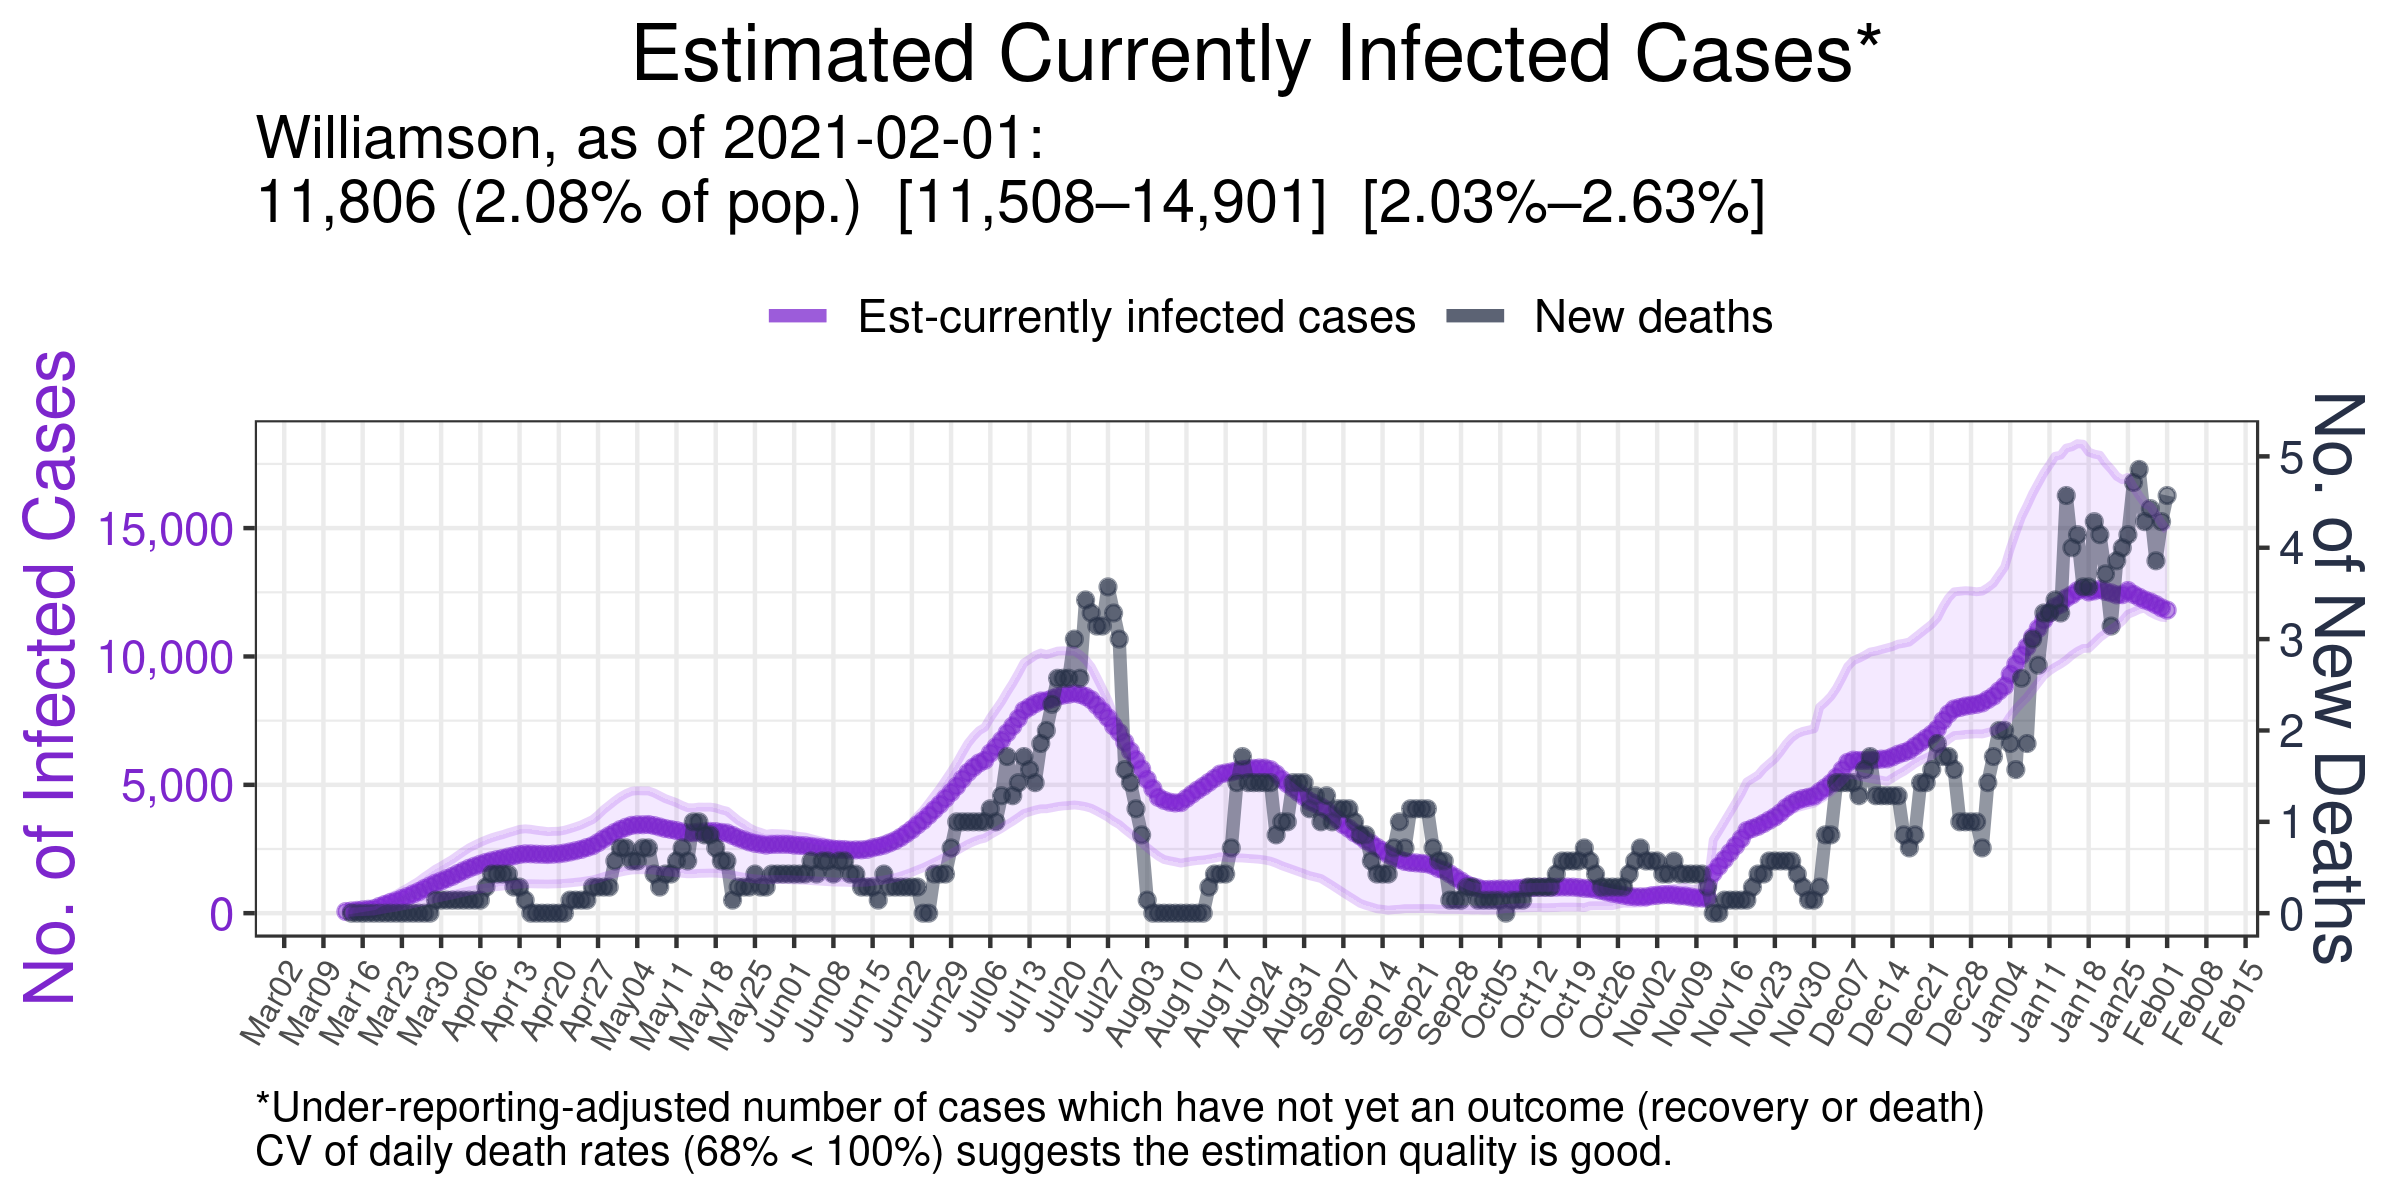 Estimated Currently Infected Cases*
Williamson, as of 2021-02-01:
11,806 (2.08% of pop.)  [11,508–14,901]  [2.03%–2.63%]
Est-currently infected cases
New deaths
No. of Infected Cases
15,000
10,000
5,000
0
No. of New Deaths
5
4
3
2
1
0
Mar02
Mar09
Mar16
Mar23
Mar30
Apr06
Apr13
Apr20
Apr27
May04
May11
May18
May25
Jun01
Jun08
Jun15
Jun22
Jun29
Jul06
Jul13
Jul20
Jul27
Aug03
Aug10
Aug17
Aug24
Aug31
Sep07
Sep14
Sep21
Sep28
Oct05
Oct12
Oct19
Oct26
Nov02
Nov09
Nov16
Nov23
Nov30
Dec07
Dec14
Dec21
Dec28
Jan04
Jan11
Jan18
Jan25
Feb01
Feb08
Feb15
*Under-reporting-adjusted number of cases which have not yet an outcome (recovery or death)
CV of daily death rates (68% < 100%) suggests the estimation quality is good.